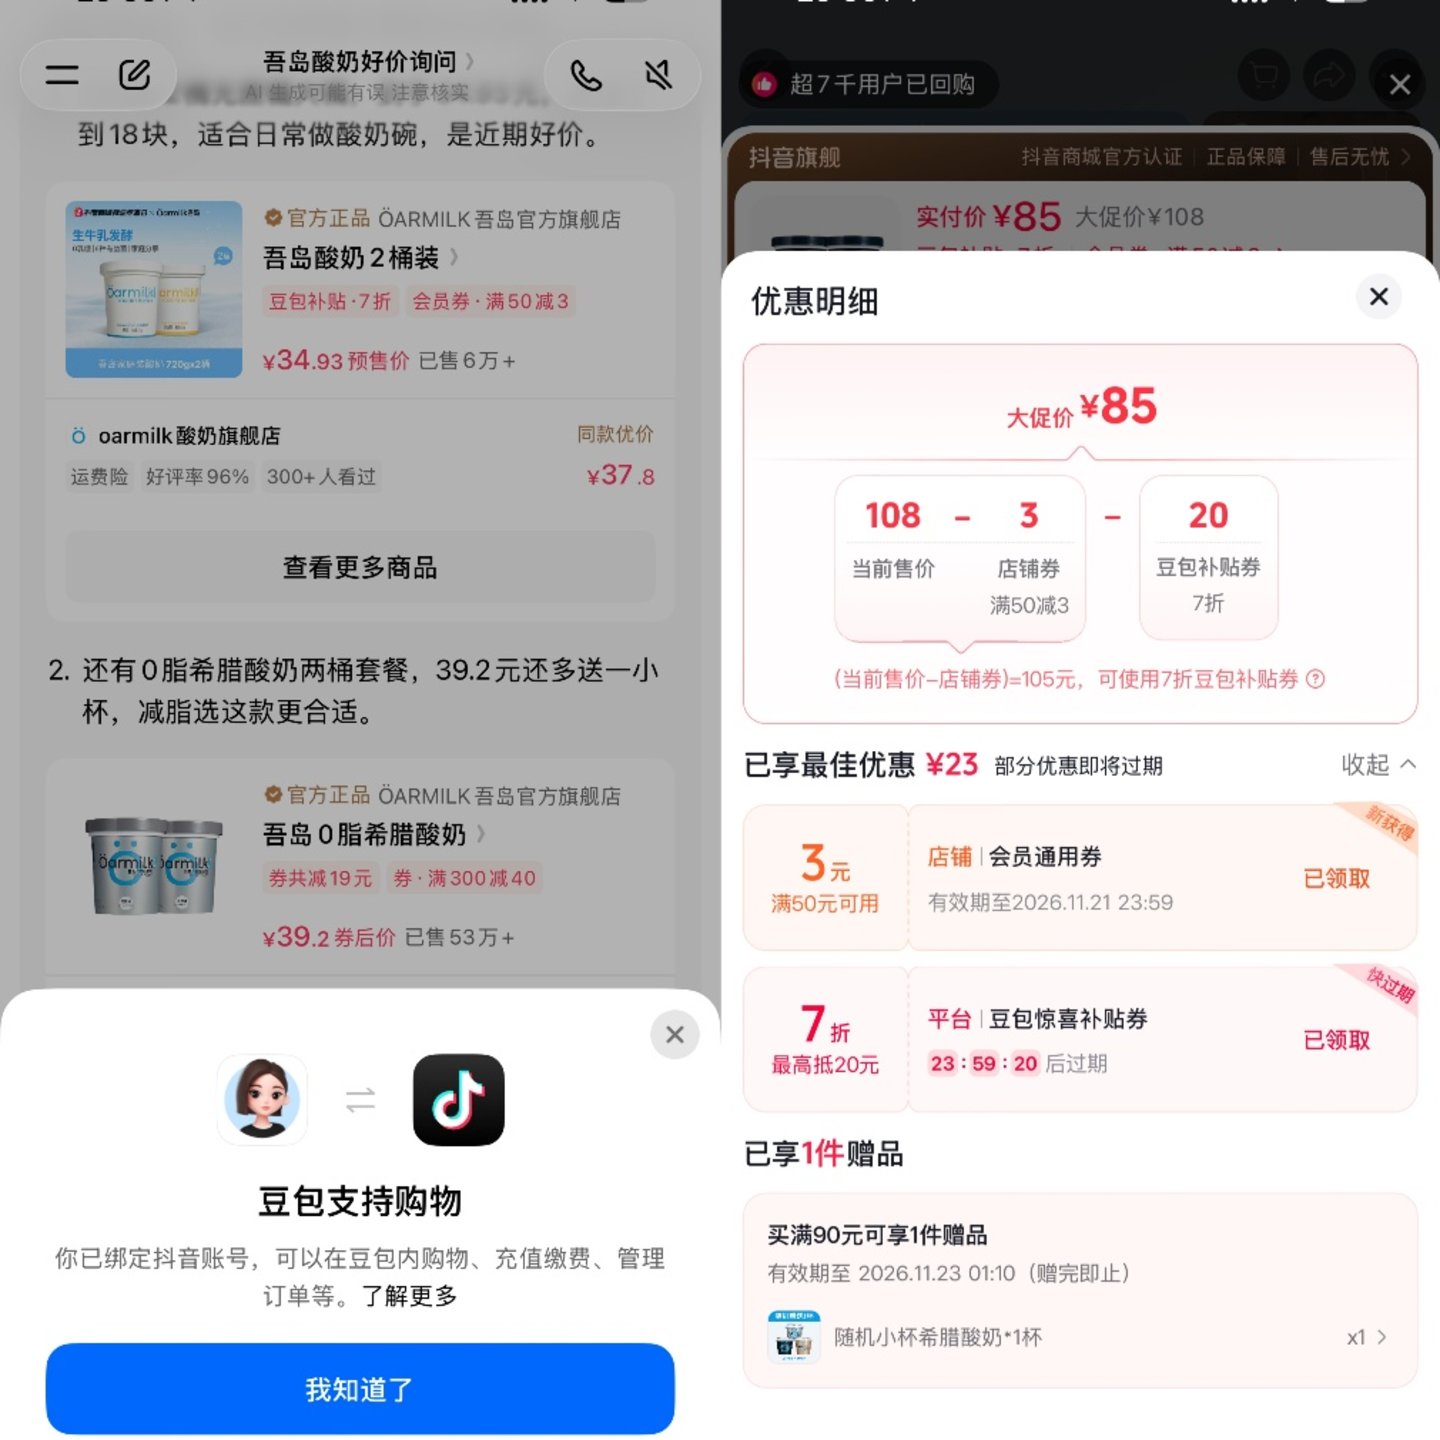 吾岛酸奶好价询问
AI 生成可能有误 注意核实
到18块，适合日常做酸奶碗，是近期好价。
生牛乳发酵
官方正品 ÖARMILK吾岛官方旗舰店
吾岛酸奶2桶装
豆包补贴·7折 会员券·满50减3
¥34.93 预售价 已售6万+
oarmilk酸奶旗舰店 同款优价
运费险 好评率96% 300+人看过 ¥37.8
查看更多商品
2. 还有0脂希腊酸奶两桶套餐，39.2元还多送一小
杯，减脂选这款更合适。
官方正品 ÖARMILK吾岛官方旗舰店
吾岛0脂希腊酸奶
Öarmilk
券共减19元 券·满300减40
¥39.2 券后价 已售53万+
豆包支持购物
你已绑定抖音账号，可以在豆包内购物、充值缴费、管理
订单等。了解更多
我知道了
超7千用户已回购
抖音旗舰 抖音商城官方认证 正品保障 售后无忧
实付价 ¥85 大促价¥108
优惠明细
大促价 ¥85
108 - 3 - 20
当前售价 店铺券 豆包补贴券
满50减3 7折
(当前售价-店铺券)=105元，可使用7折豆包补贴券
已享最佳优惠 ¥23 部分优惠即将过期 收起
新获得
3元 店铺 会员通用券 已领取
满50元可用 有效期至2026.11.21 23:59
快过期
7折 平台 豆包惊喜补贴券 已领取
最高抵20元 23:59:20 后过期
已享1件赠品
买满90元可享1件赠品
有效期至 2026.11.23 01:10（赠完即止）
随机小杯希腊酸奶*1杯 x1